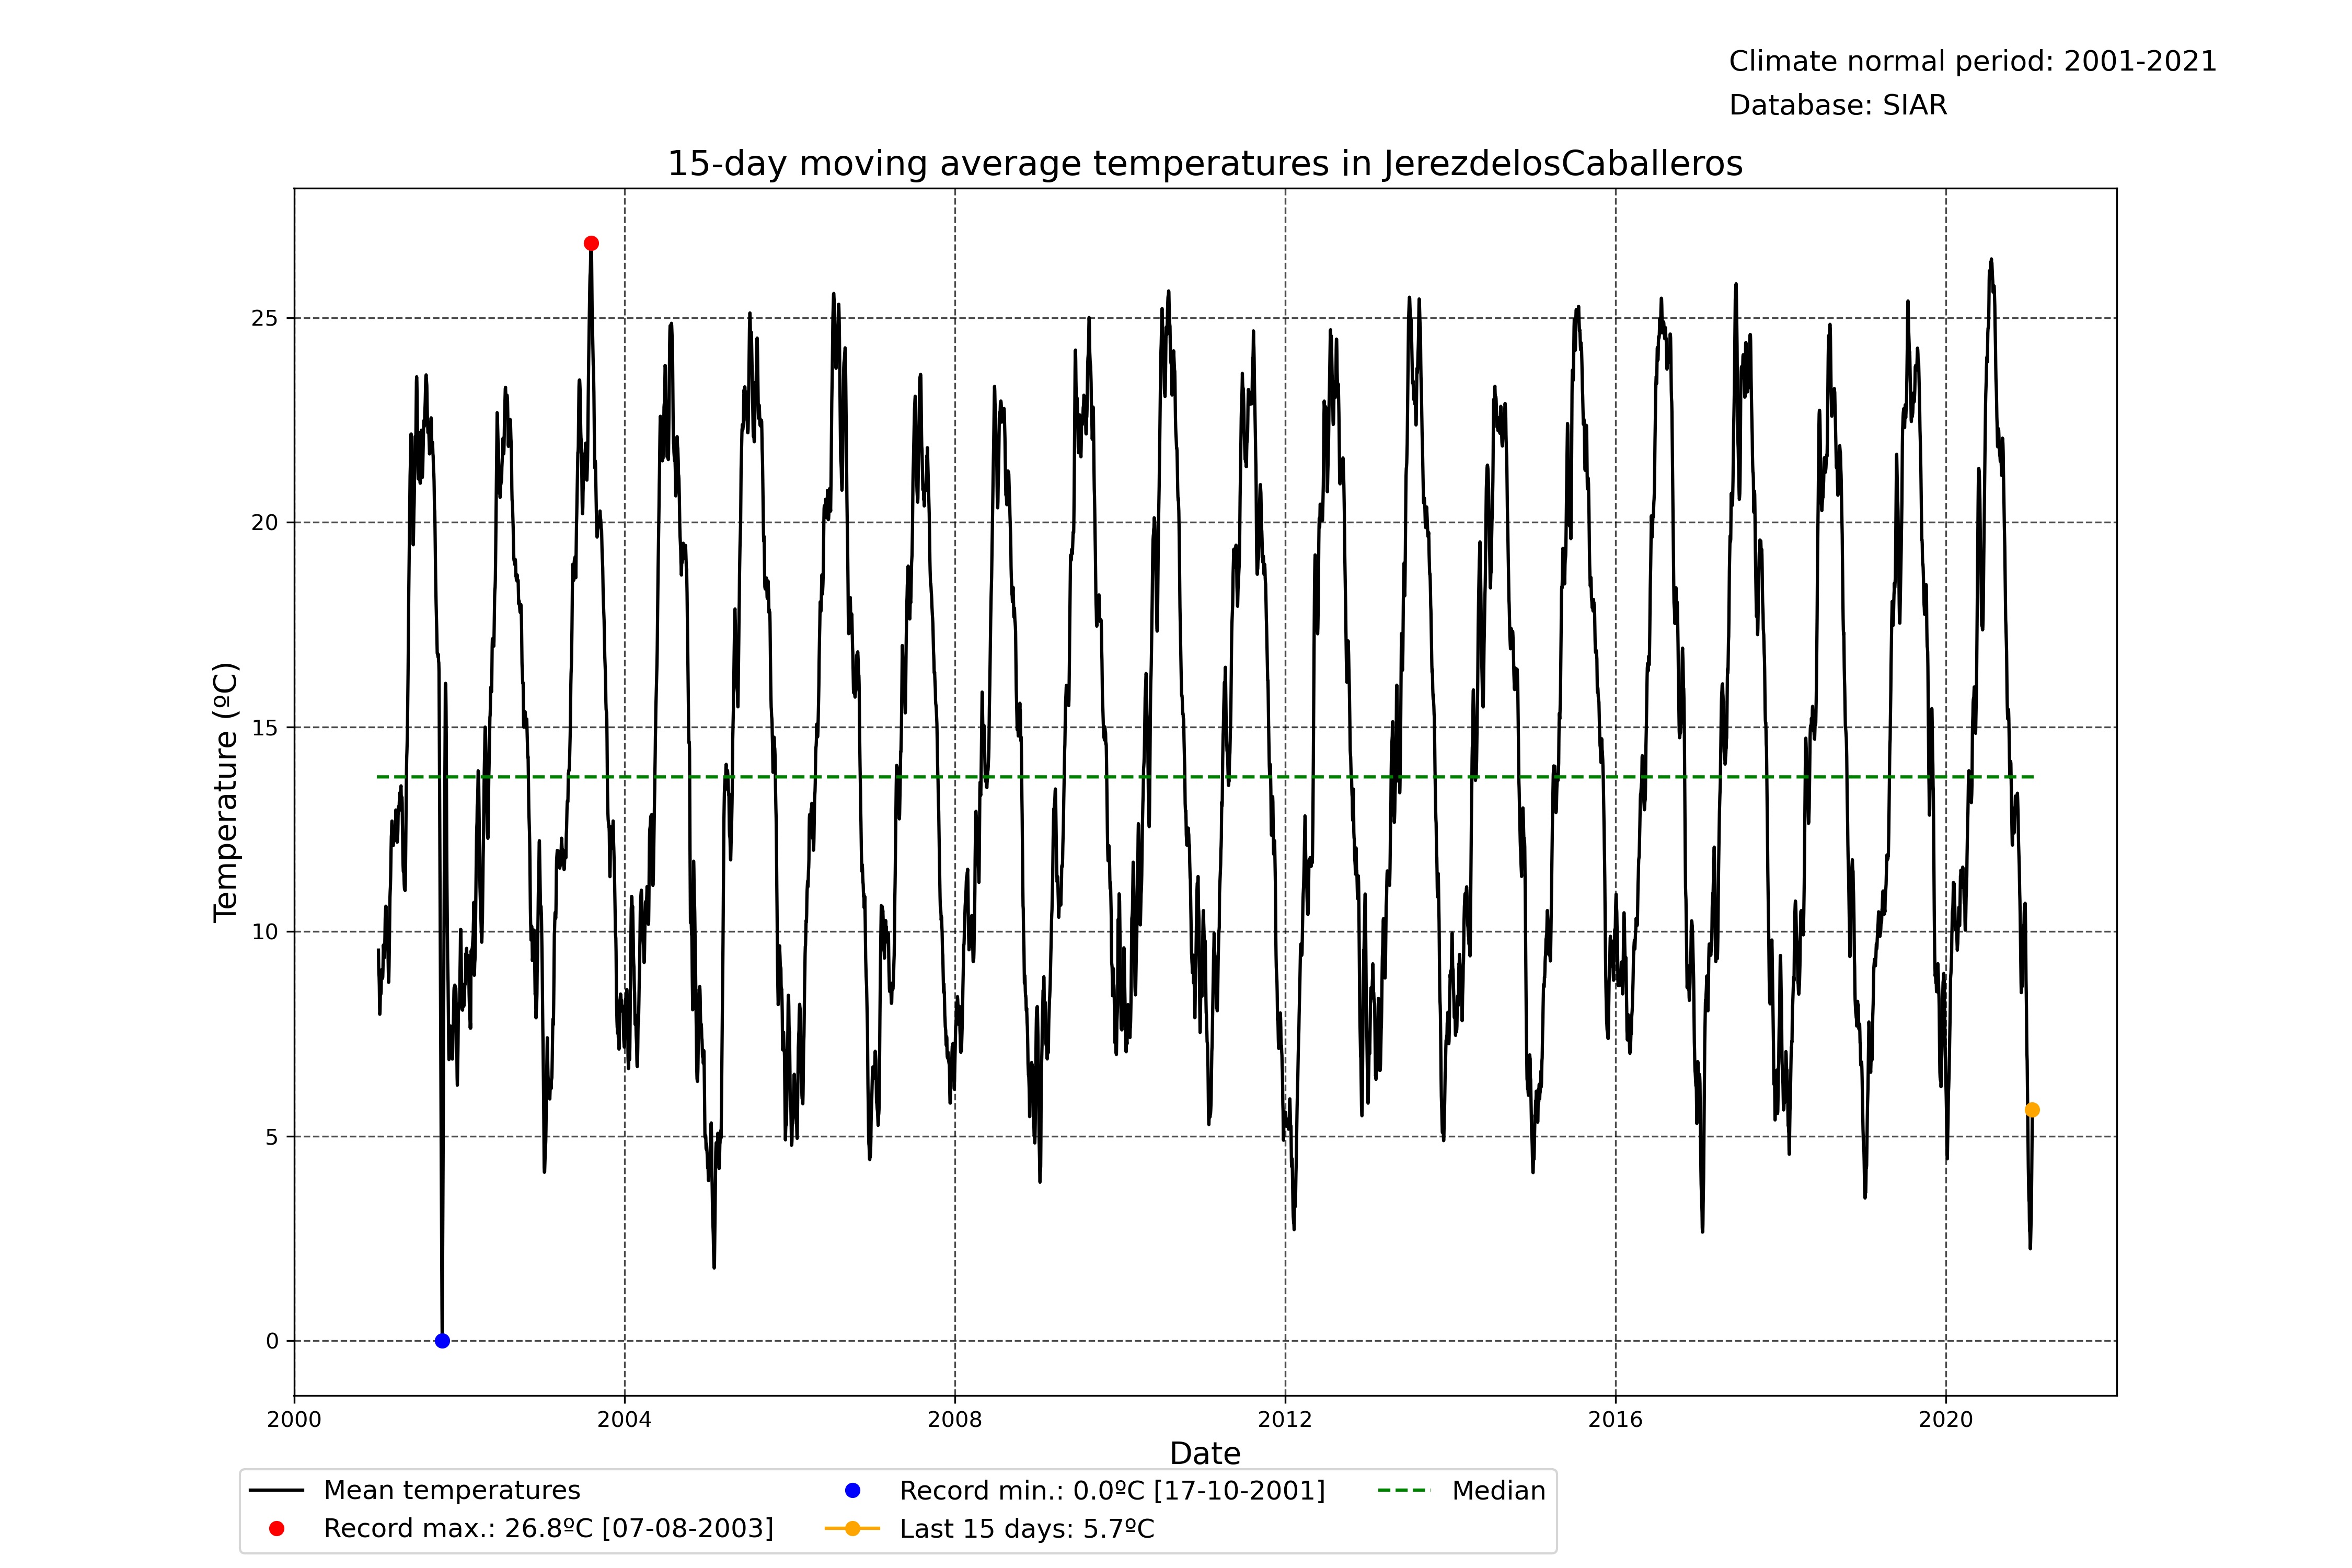 Climate normal period: 2001-2021
Database: SIAR
15-day moving average temperatures in JerezdelosCaballeros
Temperature (ºC)
25
20
15
10
5
0
2000 2004 2008 2012 2016 2020
Date
Mean temperatures
Record max.: 26.8ºC [07-08-2003]
Record min.: 0.0ºC [17-10-2001]
Last 15 days: 5.7ºC
Median